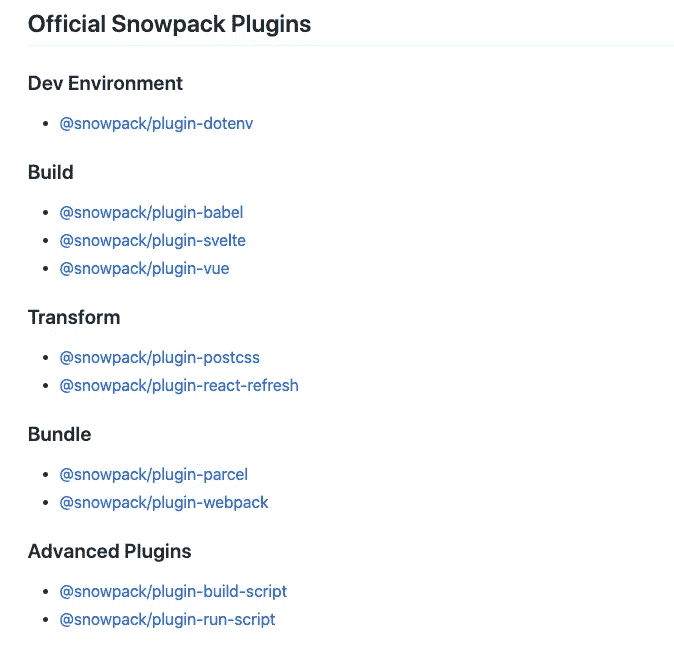 Official Snowpack Plugins
Dev Environment
• @snowpack/plugin-dotenv
Build
• @snowpack/plugin-babel
• @snowpack/plugin-svelte
• @snowpack/plugin-vue
Transform
• @snowpack/plugin-postcss
• @snowpack/plugin-react-refresh
Bundle
• @snowpack/plugin-parcel
• @snowpack/plugin-webpack
Advanced Plugins
• @snowpack/plugin-build-script
• @snowpack/plugin-run-script